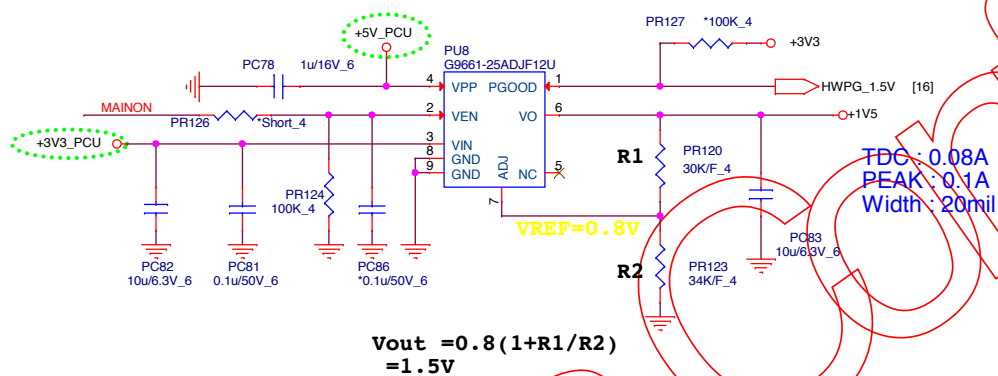 +5V_PCU
PR127
*100K_4
+3V3
PU8
G9661-25ADJF12U
PC78
1u/16V_6
4
VPP
PGOOD
1
HWPG_1.5V
[16]
MAINON
PR126
*Short_4
2
VEN
VO
6
+1V5
+3V3_PCU
3
VIN
8
GND
9
GND
ADJ
NC
5
7
R1
PR120
30K/F_4
TDC : 0.08A
PEAK : 0.1A
Width : 20mil
PR124
100K_4
VREF=0.8V
PC83
10u/6.3V_6
PC82
10u/6.3V_6
PC81
0.1u/50V_6
PC86
*0.1u/50V_6
R2
PR123
34K/F_4
Vout =0.8(1+R1/R2)
=1.5V